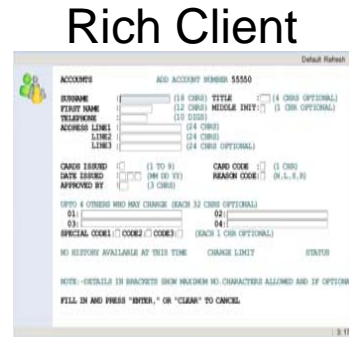 Rich Client
Default Refresh
ACCOUNTS ADD ACCOUNT NUMBER 55550
SURNAME : (18 CHRS) TITLE : (4 CHRS OPTIONAL)
FIRST NAME : (12 CHRS) MIDDLE INIT: (1 CHR OPTIONAL)
TELEPHONE : (10 DIGS)
ADDRESS LINE1 : (24 CHRS)
LINE2 : (24 CHRS)
LINE3 : (24 CHRS OPTIONAL)
CARDS ISSUED : (1 TO 9) CARD CODE : (1 CHR)
DATE ISSUED : (MM DD YY) REASON CODE: (N,L,S,R)
APPROVED BY : (3 CHRS)
UPTO 4 OTHERS WHO MAY CHARGE (EACH 32 CHRS OPTIONAL)
01: 02:
03: 04:
SPECIAL CODE1: CODE2: CODE3: (EACH 1 CHR OPTIONAL)
NO HISTORY AVAILABLE AT THIS TIME CHARGE LIMIT STATUS
NOTE:-DETAILS IN BRACKETS SHOW MAXIMUM NO. CHARACTERS ALLOWED AND IF OPTIONA
FILL IN AND PRESS "ENTER," OR "CLEAR" TO CANCEL